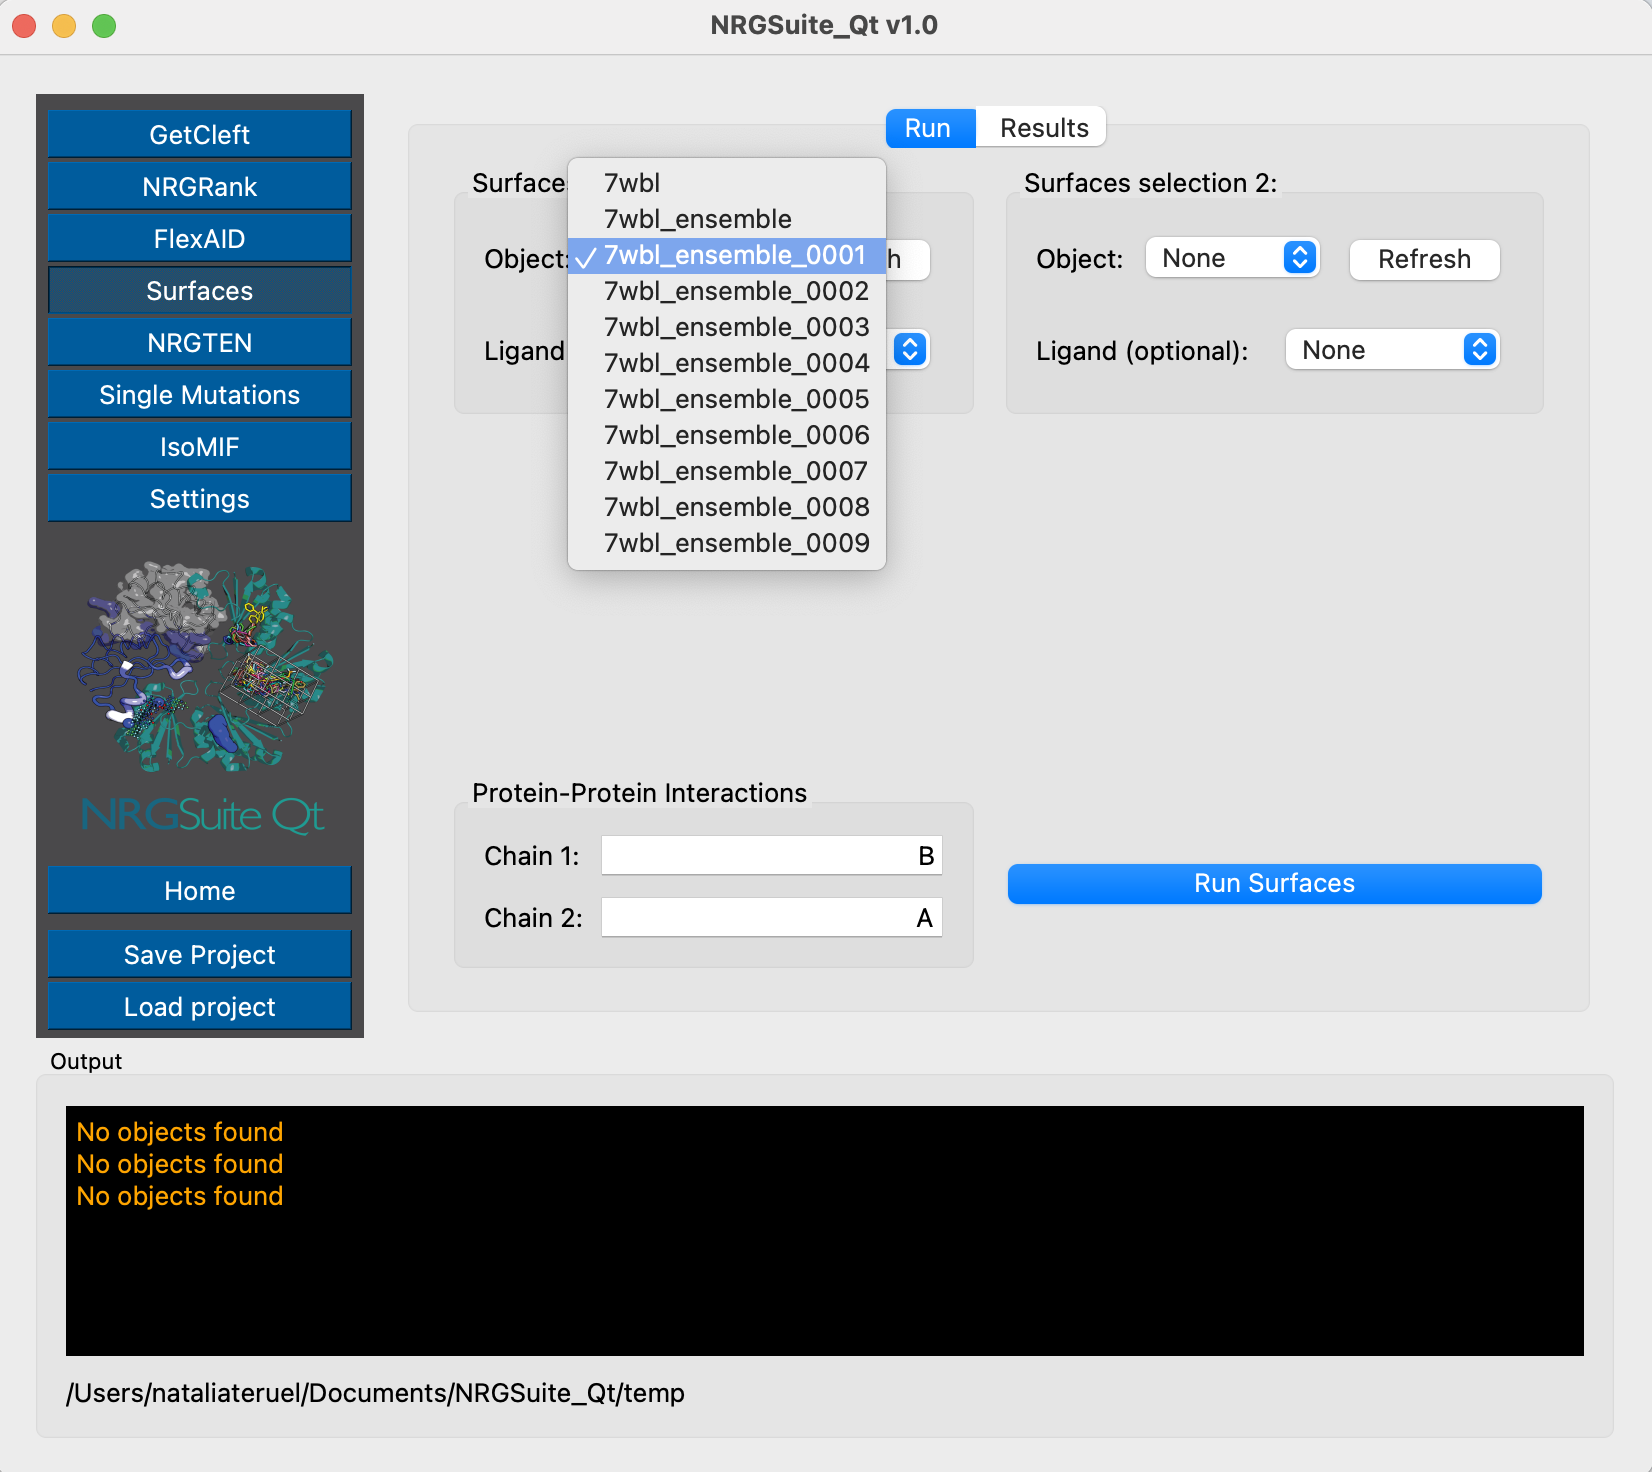 NRGSuite_Qt v1.0
GetCleft
NRGRank
FlexAID
Surfaces
NRGTEN
Single Mutations
IsoMIF
Settings
NRGSuite Qt
Home
Save Project
Load project
Run
Results
Object:
Ligand
7wbl
7wbl_ensemble
7wbl_ensemble_0001
7wbl_ensemble_0002
7wbl_ensemble_0003
7wbl_ensemble_0004
7wbl_ensemble_0005
7wbl_ensemble_0006
7wbl_ensemble_0007
7wbl_ensemble_0008
7wbl_ensemble_0009
Surfaces selection 2:
Object: None Refresh
Ligand (optional): None
Protein-Protein Interactions
Chain 1: B
Chain 2: A
Run Surfaces
Output
No objects found
No objects found
No objects found
/Users/nataliateruel/Documents/NRGSuite_Qt/temp